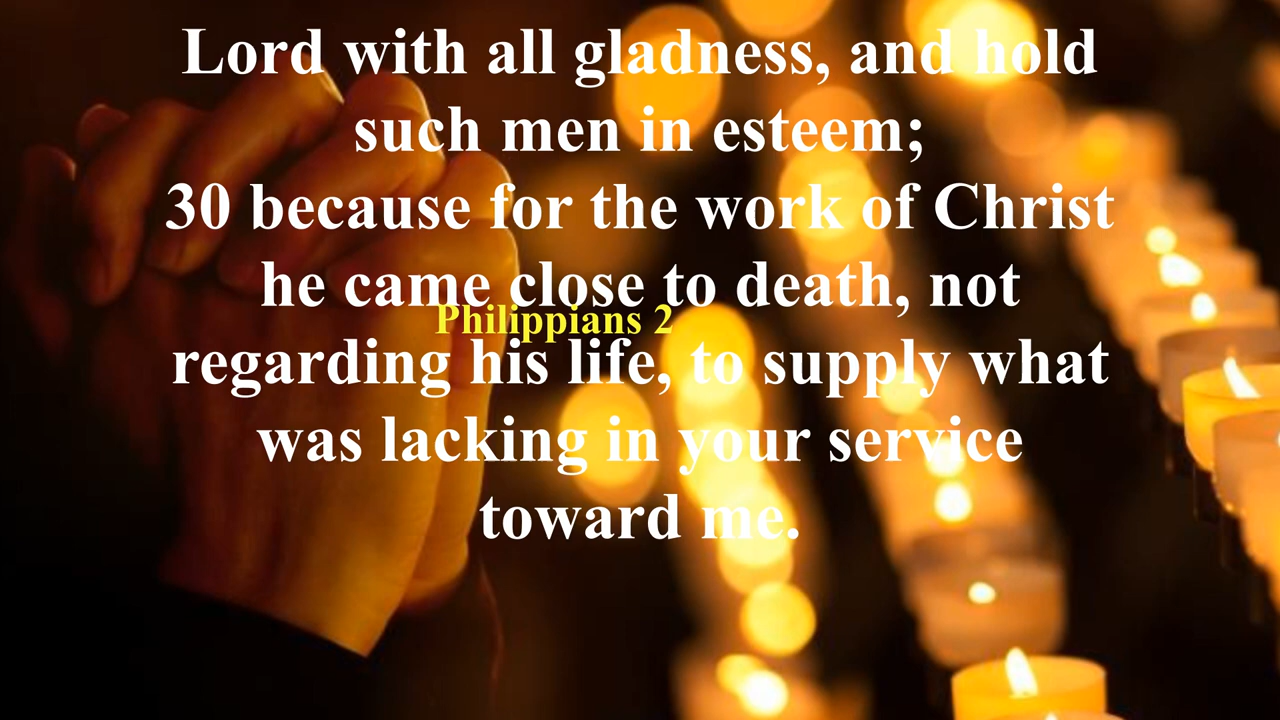 Lord with all gladness, and hold
such men in esteem;
30 because for the work of Christ
he came close to death, not
Philippians 2
regarding his life, to supply what
was lacking in your service
toward me.